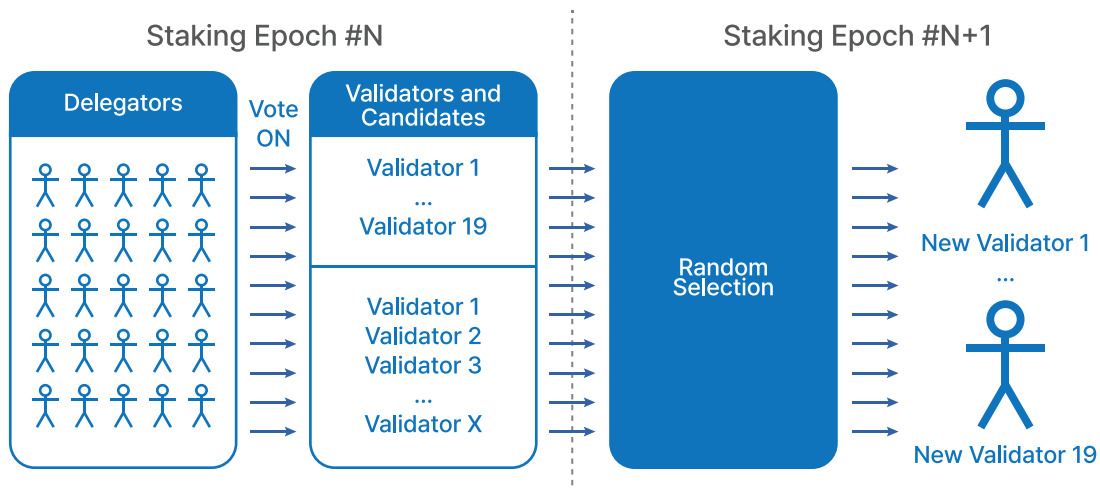 Staking Epoch #N
Staking Epoch #N+1
Delegators
Vote
ON
Validators and
Candidates
Validator 1
...
Validator 19
Validator 1
Validator 2
Validator 3
...
Validator X
Random
Selection
New Validator 1
...
New Validator 19